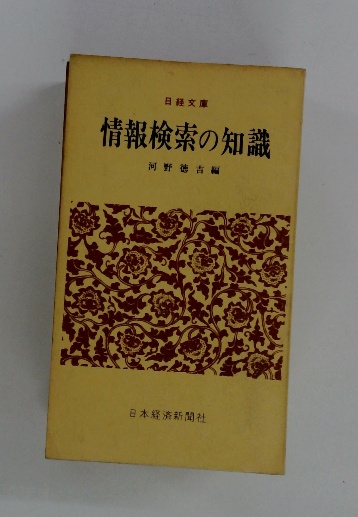 日経文庫
情報検索の知識
河野徳吉編
日本経済新聞社